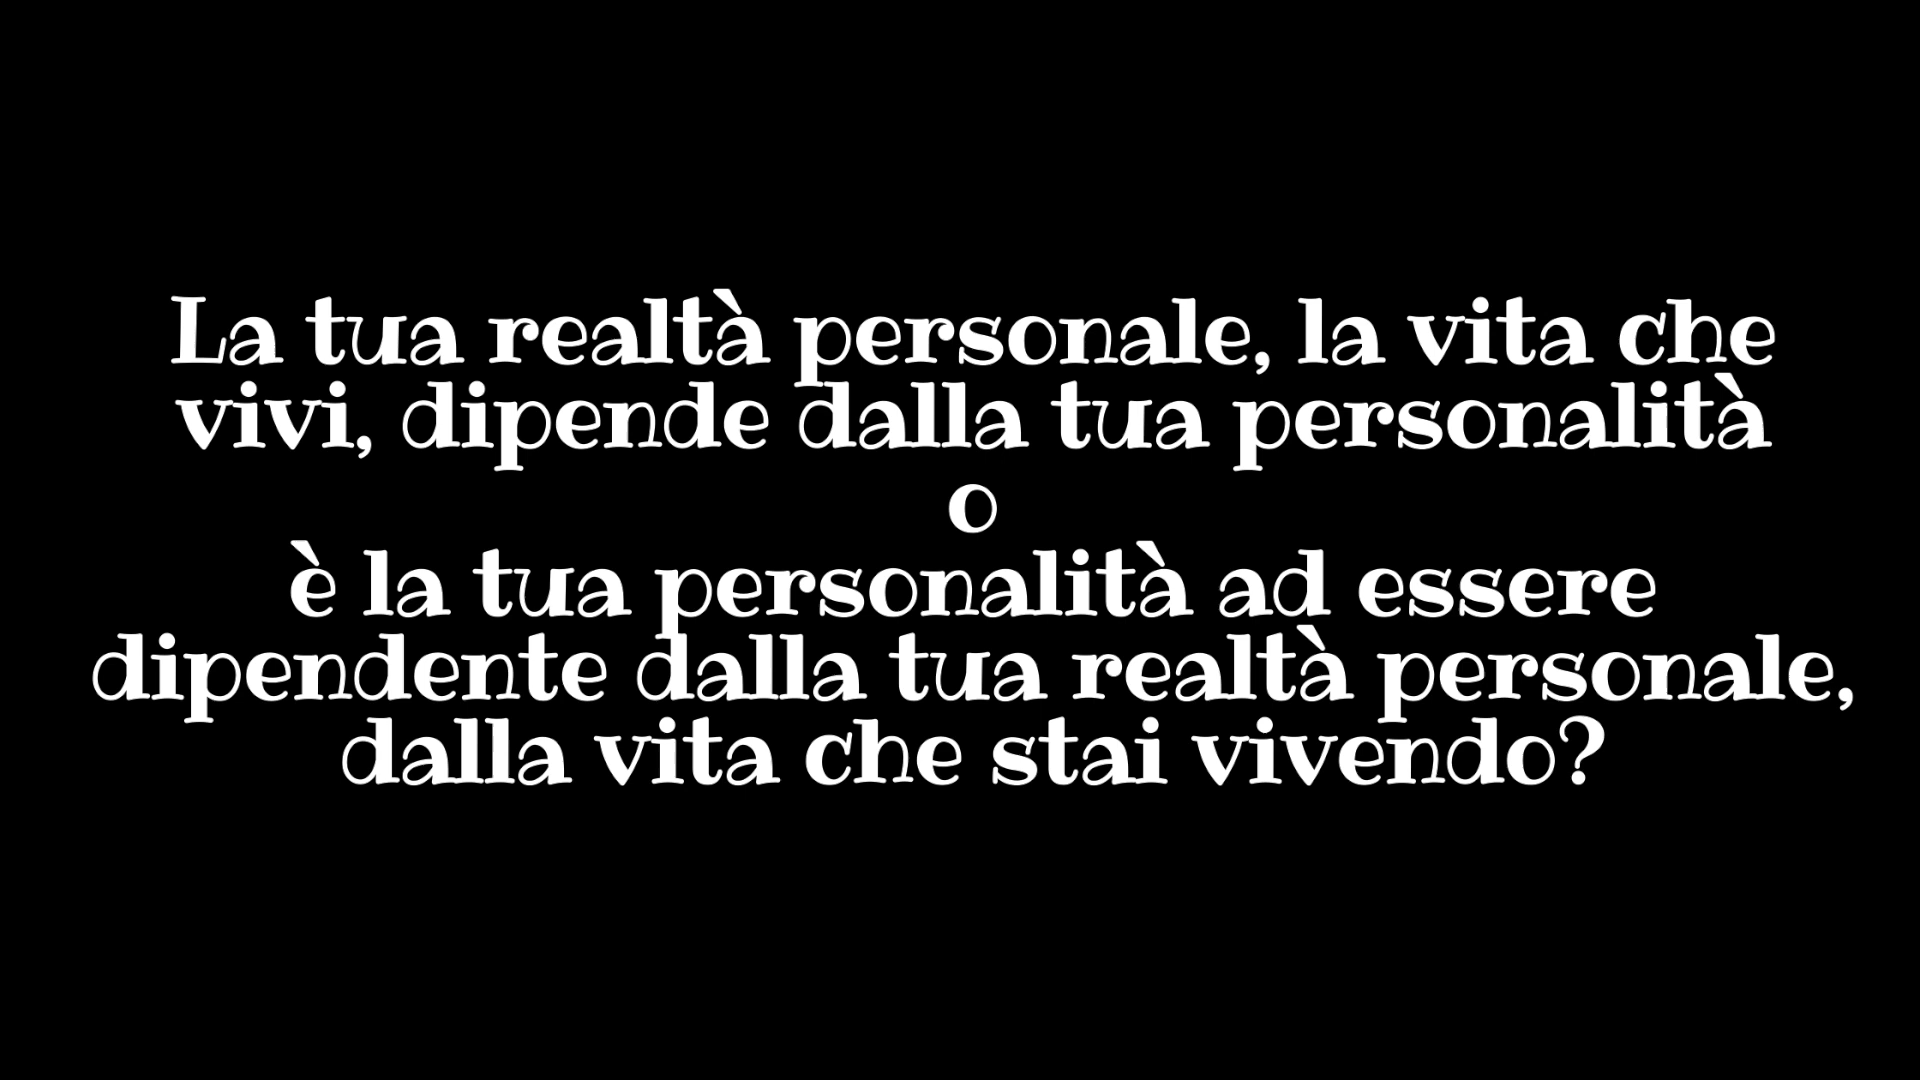 La tua realtà personale, la vita che
vivi, dipende dalla tua personalità
o
è la tua personalità ad essere
dipendente dalla tua realtà personale,
dalla vita che stai vivendo?